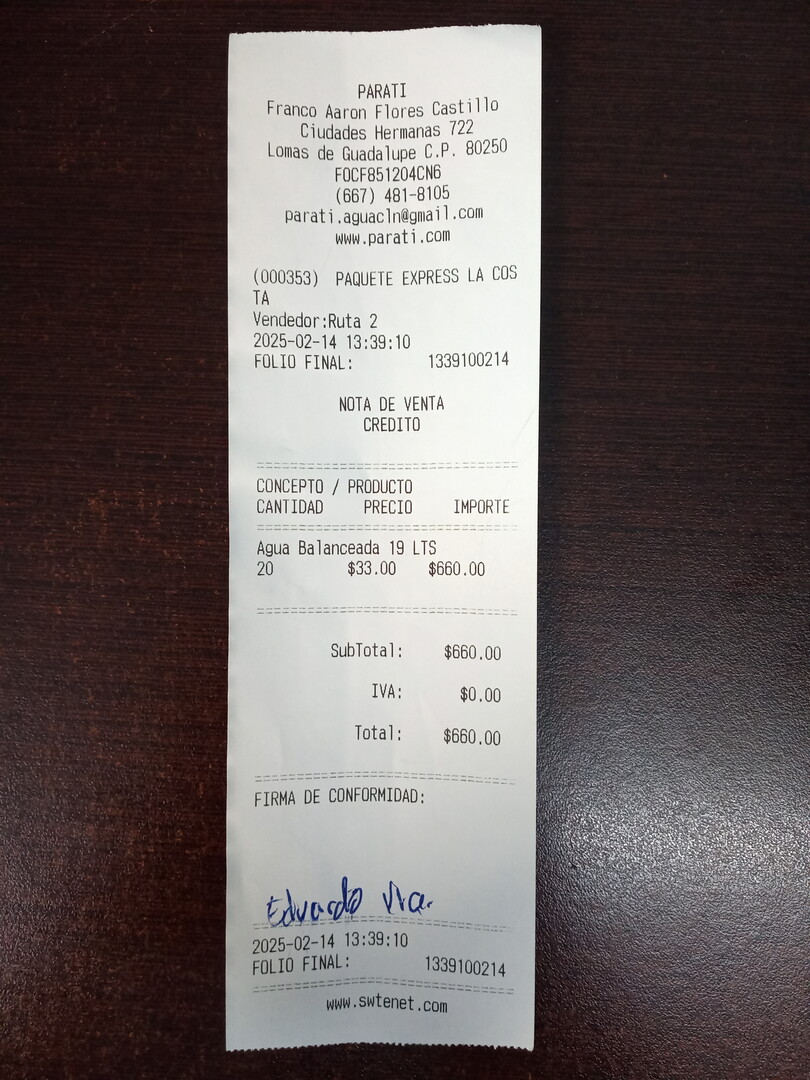 PARATI
Franco Aaron Flores Castillo
Ciudades Hermanas 722
Lomas de Guadalupe C.P. 80250
FOCF851204CN6
(667) 481-8105
parati.aguacln@gmail.com
www.parati.com
(000353) PAQUETE EXPRESS LA COS
TA
Vendedor:Ruta 2
2025-02-14 13:39:10
FOLIO FINAL: 1339100214
NOTA DE VENTA
CREDITO
CONCEPTO / PRODUCTO
CANTIDAD PRECIO IMPORTE
Agua Balanceada 19 LTS
20 $33.00 $660.00
SubTotal: $660.00
IVA: $0.00
Total: $660.00
FIRMA DE CONFORMIDAD:
Eduardo
2025-02-14 13:39:10
FOLIO FINAL: 1339100214
www.swtenet.com